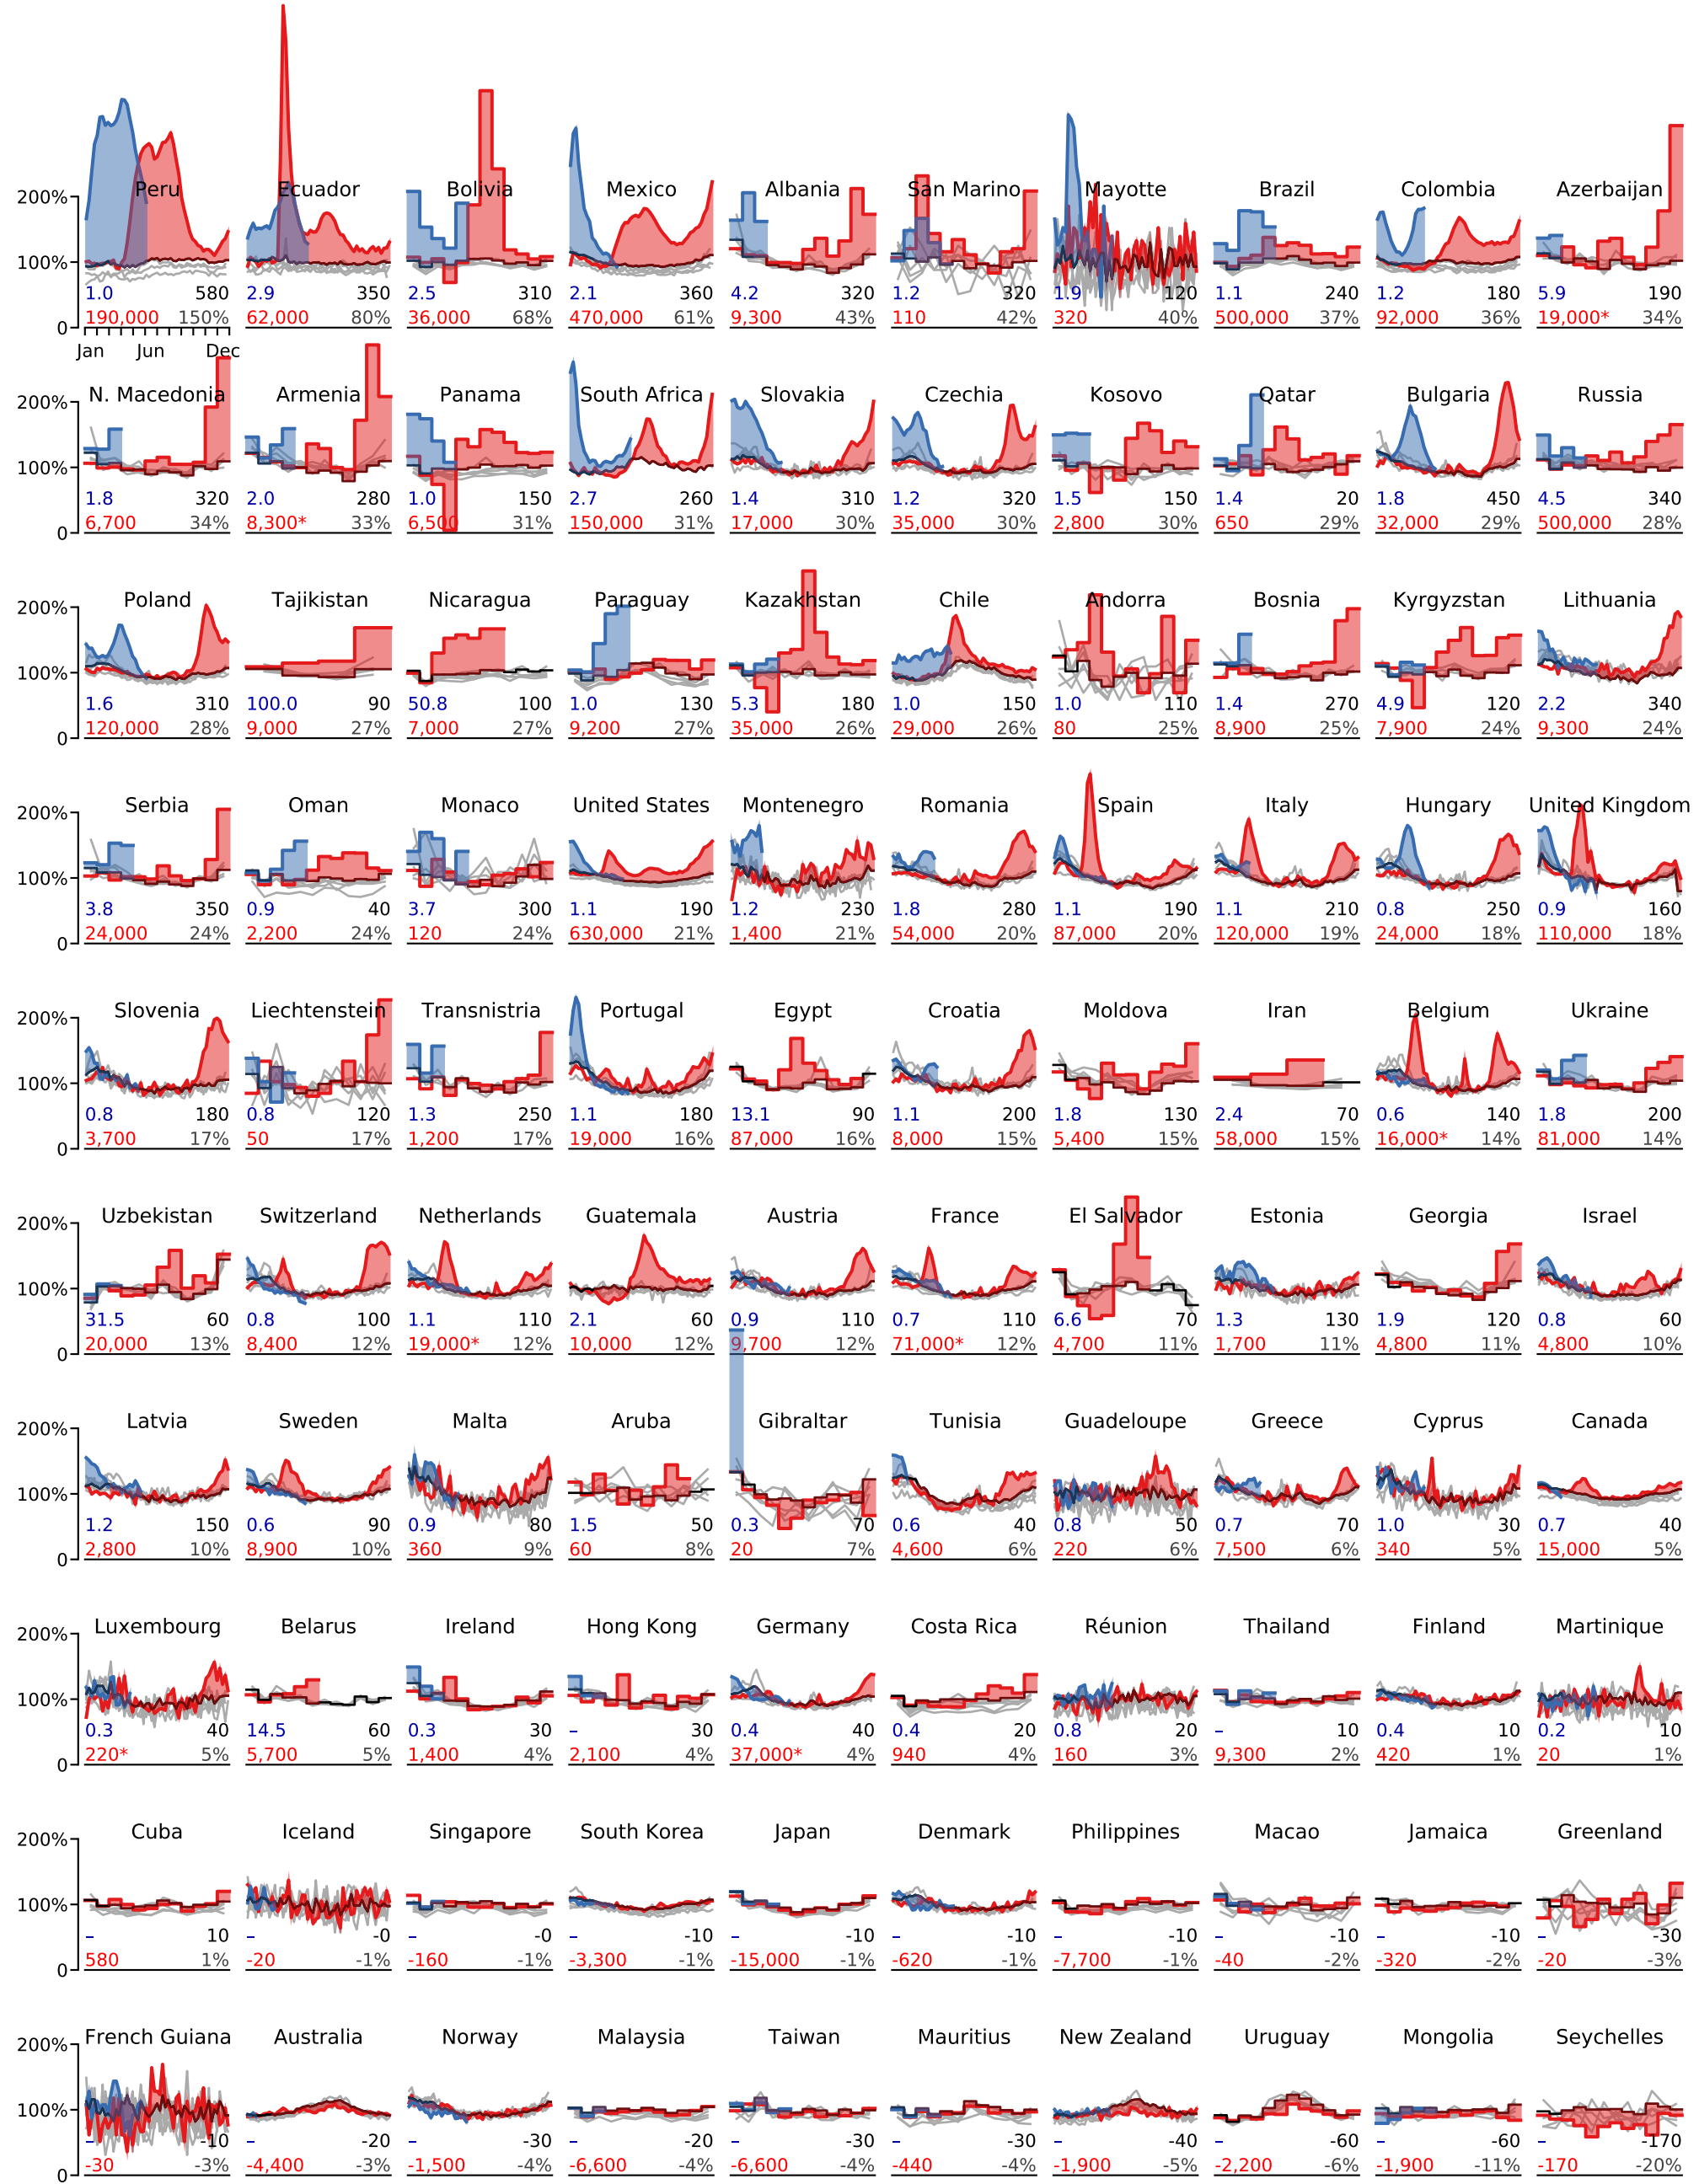 Peru Ecuador Bolivia Mexico Albania San Marino Mayotte Brazil Colombia Azerbaijan
200%
100%
1.0 580 2.9 350 2.5 310 2.1 360 4.2 320 1.2 320 1.9 120 1.1 240 1.2 180 5.9 190
190,000 150% 62,000 80% 36,000 68% 470,000 61% 9,300 43% 110 42% 320 40% 500,000 37% 92,000 36% 19,000* 34%
0
Jan Jun Dec
N. Macedonia Armenia Panama South Africa Slovakia Czechia Kosovo Qatar Bulgaria Russia
200%
100%
1.8 320 2.0 280 1.0 150 2.7 260 1.4 310 1.2 320 1.5 150 1.4 20 1.8 450 4.5 340
6,700 34% 8,300* 33% 6,500 31% 150,000 31% 17,000 30% 35,000 30% 2,800 30% 650 29% 32,000 29% 500,000 28%
0
Poland Tajikistan Nicaragua Paraguay Kazakhstan Chile Andorra Bosnia Kyrgyzstan Lithuania
200%
100%
1.6 310 100.0 90 50.8 100 1.0 130 5.3 180 1.0 150 1.0 110 1.4 270 4.9 120 2.2 340
120,000 28% 9,000 27% 7,000 27% 9,200 27% 35,000 26% 29,000 26% 80 25% 8,900 25% 7,900 24% 9,300 24%
0
Serbia Oman Monaco United States Montenegro Romania Spain Italy Hungary United Kingdom
200%
100%
3.8 350 0.9 40 3.7 300 1.1 190 1.2 230 1.8 280 1.1 190 1.1 210 0.8 250 0.9 160
24,000 24% 2,200 24% 120 24% 630,000 21% 1,400 21% 54,000 20% 87,000 20% 120,000 19% 24,000 18% 110,000 18%
0
Slovenia Liechtenstein Transnistria Portugal Egypt Croatia Moldova Iran Belgium Ukraine
200%
100%
0.8 180 0.8 120 1.3 250 1.1 180 13.1 90 1.1 200 1.8 130 2.4 70 0.6 140 1.8 200
3,700 17% 50 17% 1,200 17% 19,000 16% 87,000 16% 8,000 15% 5,400 15% 58,000 15% 16,000* 14% 81,000 14%
0
Uzbekistan Switzerland Netherlands Guatemala Austria France El Salvador Estonia Georgia Israel
200%
100%
31.5 60 0.8 100 1.1 110 2.1 60 0.9 110 0.7 110 6.6 70 1.3 130 1.9 120 0.8 60
20,000 13% 8,400 12% 19,000* 12% 10,000 12% 9,700 12% 71,000* 12% 4,700 11% 1,700 11% 4,800 11% 4,800 10%
0
Latvia Sweden Malta Aruba Gibraltar Tunisia Guadeloupe Greece Cyprus Canada
200%
100%
1.2 150 0.6 90 0.9 80 1.5 50 0.3 70 0.6 40 0.8 50 0.7 70 1.0 30 0.7 40
2,800 10% 8,900 10% 360 9% 60 8% 20 7% 4,600 6% 220 6% 7,500 6% 340 5% 15,000 5%
0
Luxembourg Belarus Ireland Hong Kong Germany Costa Rica Réunion Thailand Finland Martinique
200%
100%
0.3 40 14.5 60 0.3 30 – 30 0.4 40 0.4 20 0.8 20 – 10 0.4 10 0.2 10
220* 5% 5,700 5% 1,400 4% 2,100 4% 37,000* 4% 940 4% 160 3% 9,300 2% 420 1% 20 1%
0
Cuba Iceland Singapore South Korea Japan Denmark Philippines Macao Jamaica Greenland
200%
100%
– 10 – -0 – -0 – -10 – -10 – -10 – -10 – -10 – -10 – -30
580 1% -20 -1% -160 -1% -3,300 -1% -15,000 -1% -620 -1% -7,700 -1% -40 -2% -320 -2% -20 -3%
0
French Guiana Australia Norway Malaysia Taiwan Mauritius New Zealand Uruguay Mongolia Seychelles
200%
100%
– -10 – -20 – -30 – -20 – -30 – -30 – -40 – -60 – -60 – -170
-30 -3% -4,400 -3% -1,500 -4% -6,600 -4% -6,600 -4% -440 -4% -1,900 -5% -2,200 -6% -1,900 -11% -170 -20%
0